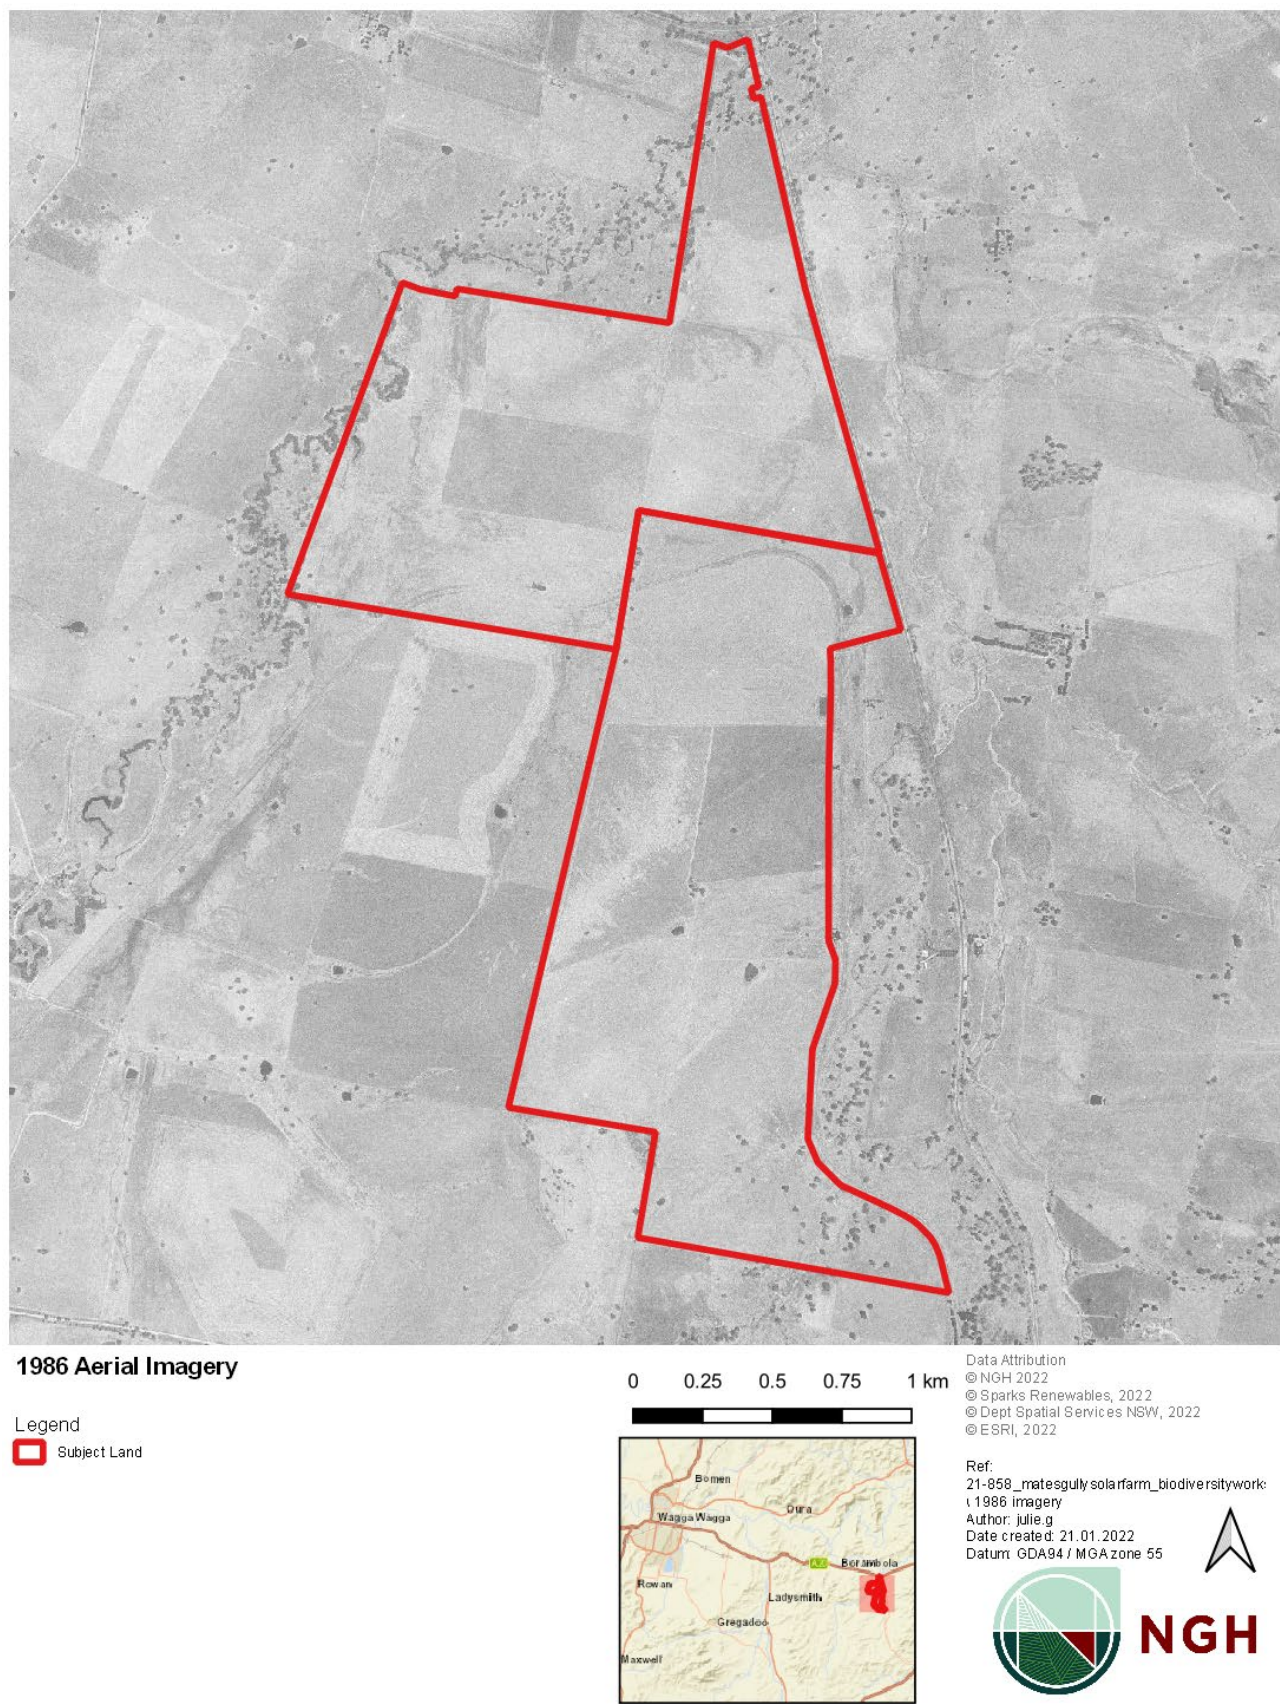 1986 Aerial Imagery
Legend
Subject Land
0 0.25 0.5 0.75 1 km
Bomen
Oura
Wagga Wagga
A20
Borambola
Rowan
Ladysmith
Gregadoo
Maxwell
Data Attribution
© NGH 2022
© Sparks Renewables, 2022
© Dept Spatial Services NSW, 2022
© ESRI, 2022
Ref:
21-858_matesgullysolarfarm_biodiversitywork
1986 imagery
Author: julie.g
Date created: 21.01.2022
Datum: GDA94 / MGA zone 55
NGH